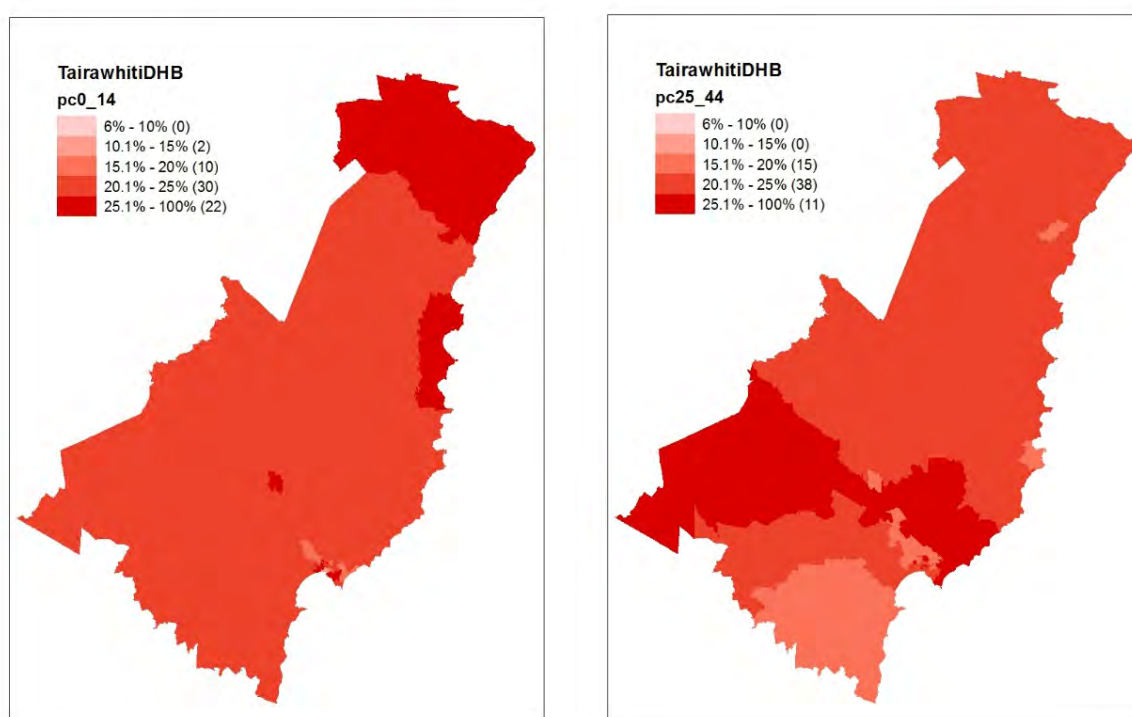 TairawhitiDHB
pc0_14
6% - 10% (0)
10.1% - 15% (2)
15.1% - 20% (10)
20.1% - 25% (30)
25.1% - 100% (22)
TairawhitiDHB
pc25_44
6% - 10% (0)
10.1% - 15% (0)
15.1% - 20% (15)
20.1% - 25% (38)
25.1% - 100% (11)